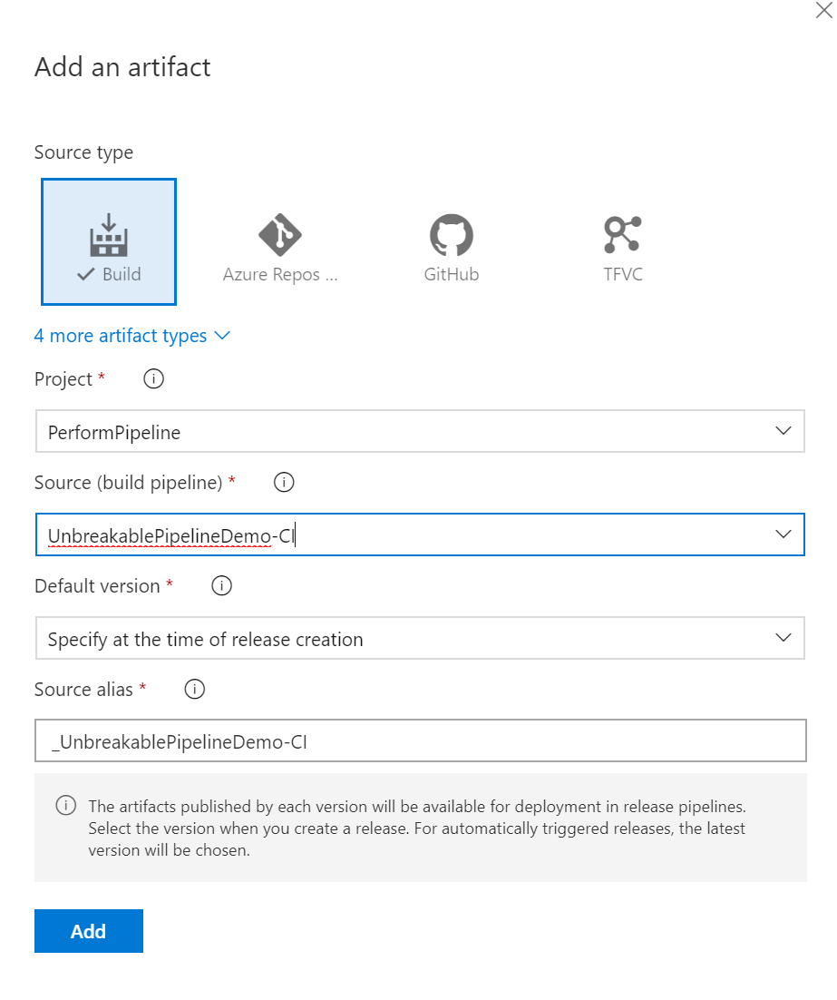 Add an artifact
Source type
Build
Azure Repos ...
GitHub
TFVC
4 more artifact types
Project *
PerformPipeline
Source (build pipeline) *
UnbreakablePipelineDemo-CI
Default version *
Specify at the time of release creation
Source alias *
_UnbreakablePipelineDemo-CI
The artifacts published by each version will be available for deployment in release pipelines.
Select the version when you create a release. For automatically triggered releases, the latest
version will be chosen.
Add